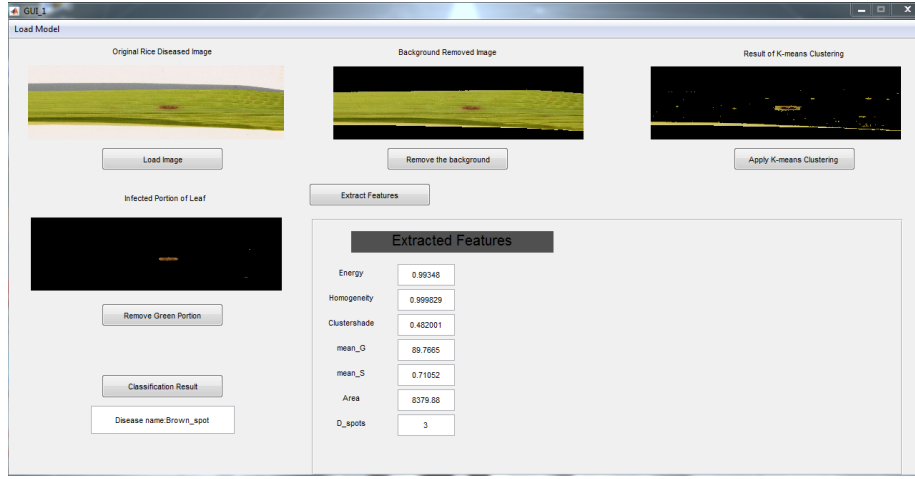 GUI_1
Load Model
Original Rice Diseased Image
Background Removed Image
Result of K-means Clustering
Load Image
Remove the background
Apply K-means Clustering
Infected Portion of Leaf
Extract Features
Extracted Features
Energy 0.99348
Homogeneity 0.999829
Clustershade 0.482001
mean_G 89.7665
mean_S 0.71052
Area 8379.88
D_spots 3
Remove Green Portion
Classification Result
Disease name:Brown_spot